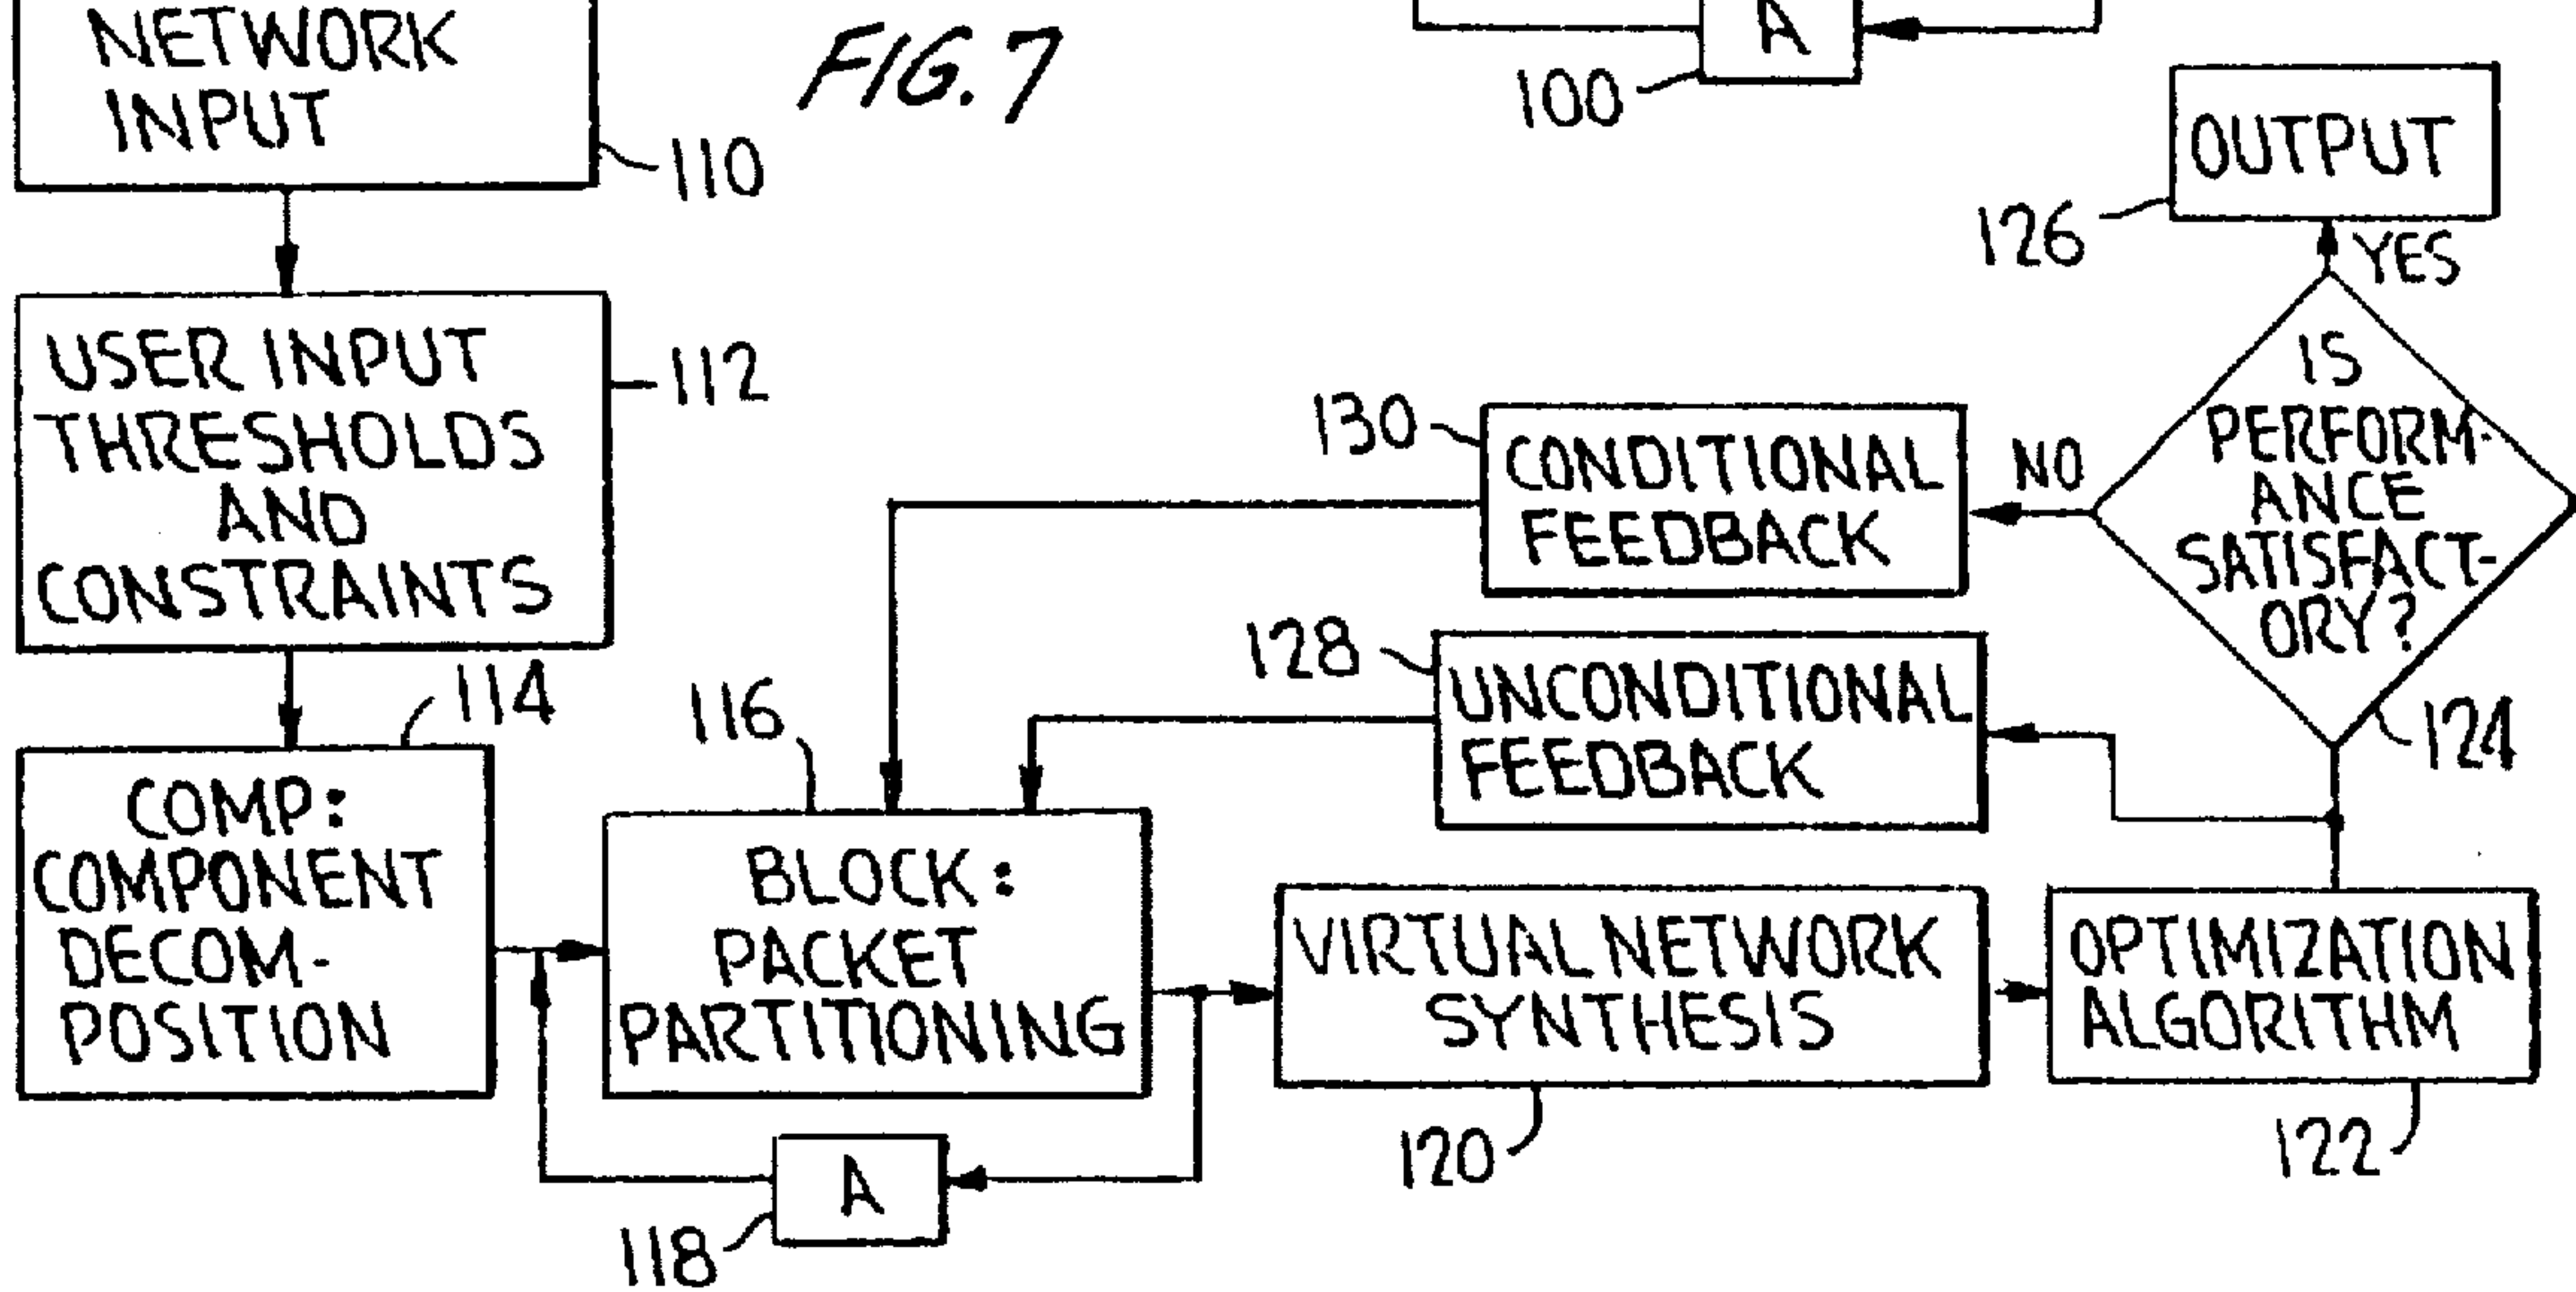 NETWORK
INPUT
110
FIG. 7
A
100
OUTPUT
126
YES
USER INPUT
THRESHOLDS
AND
CONSTRAINTS
112
130
CONDITIONAL
FEEDBACK
NO
IS
PERFORM-
ANCE
SATISFACT-
ORY?
124
128
UNCONDITIONAL
FEEDBACK
114
COMP:
COMPONENT
DECOM-
POSITION
116
BLOCK:
PACKET
PARTITIONING
A
118
VIRTUAL NETWORK
SYNTHESIS
120
OPTIMIZATION
ALGORITHM
122